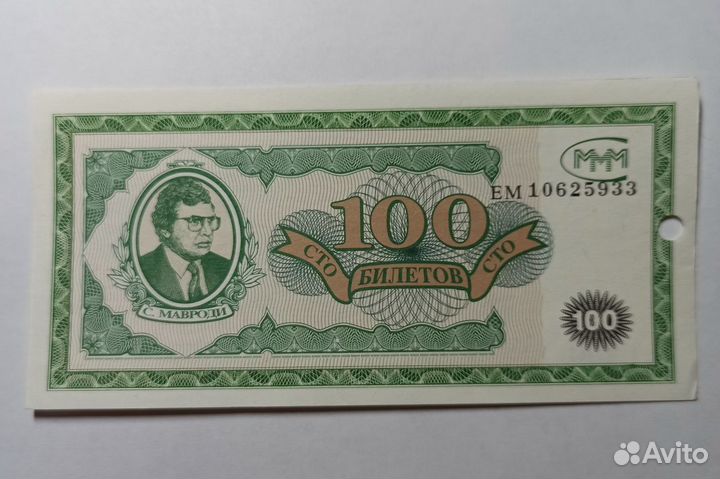 МММ
ЕМ 10625933
100
СТО БИЛЕТОВ СТО
С. МАВРОДИ
100
Avito